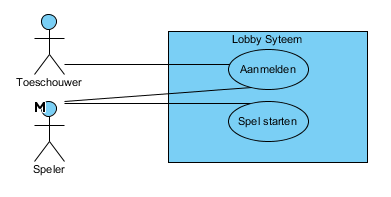 Lobby Syteem
Aanmelden
Toeschouwer
M
Spel starten
Speler